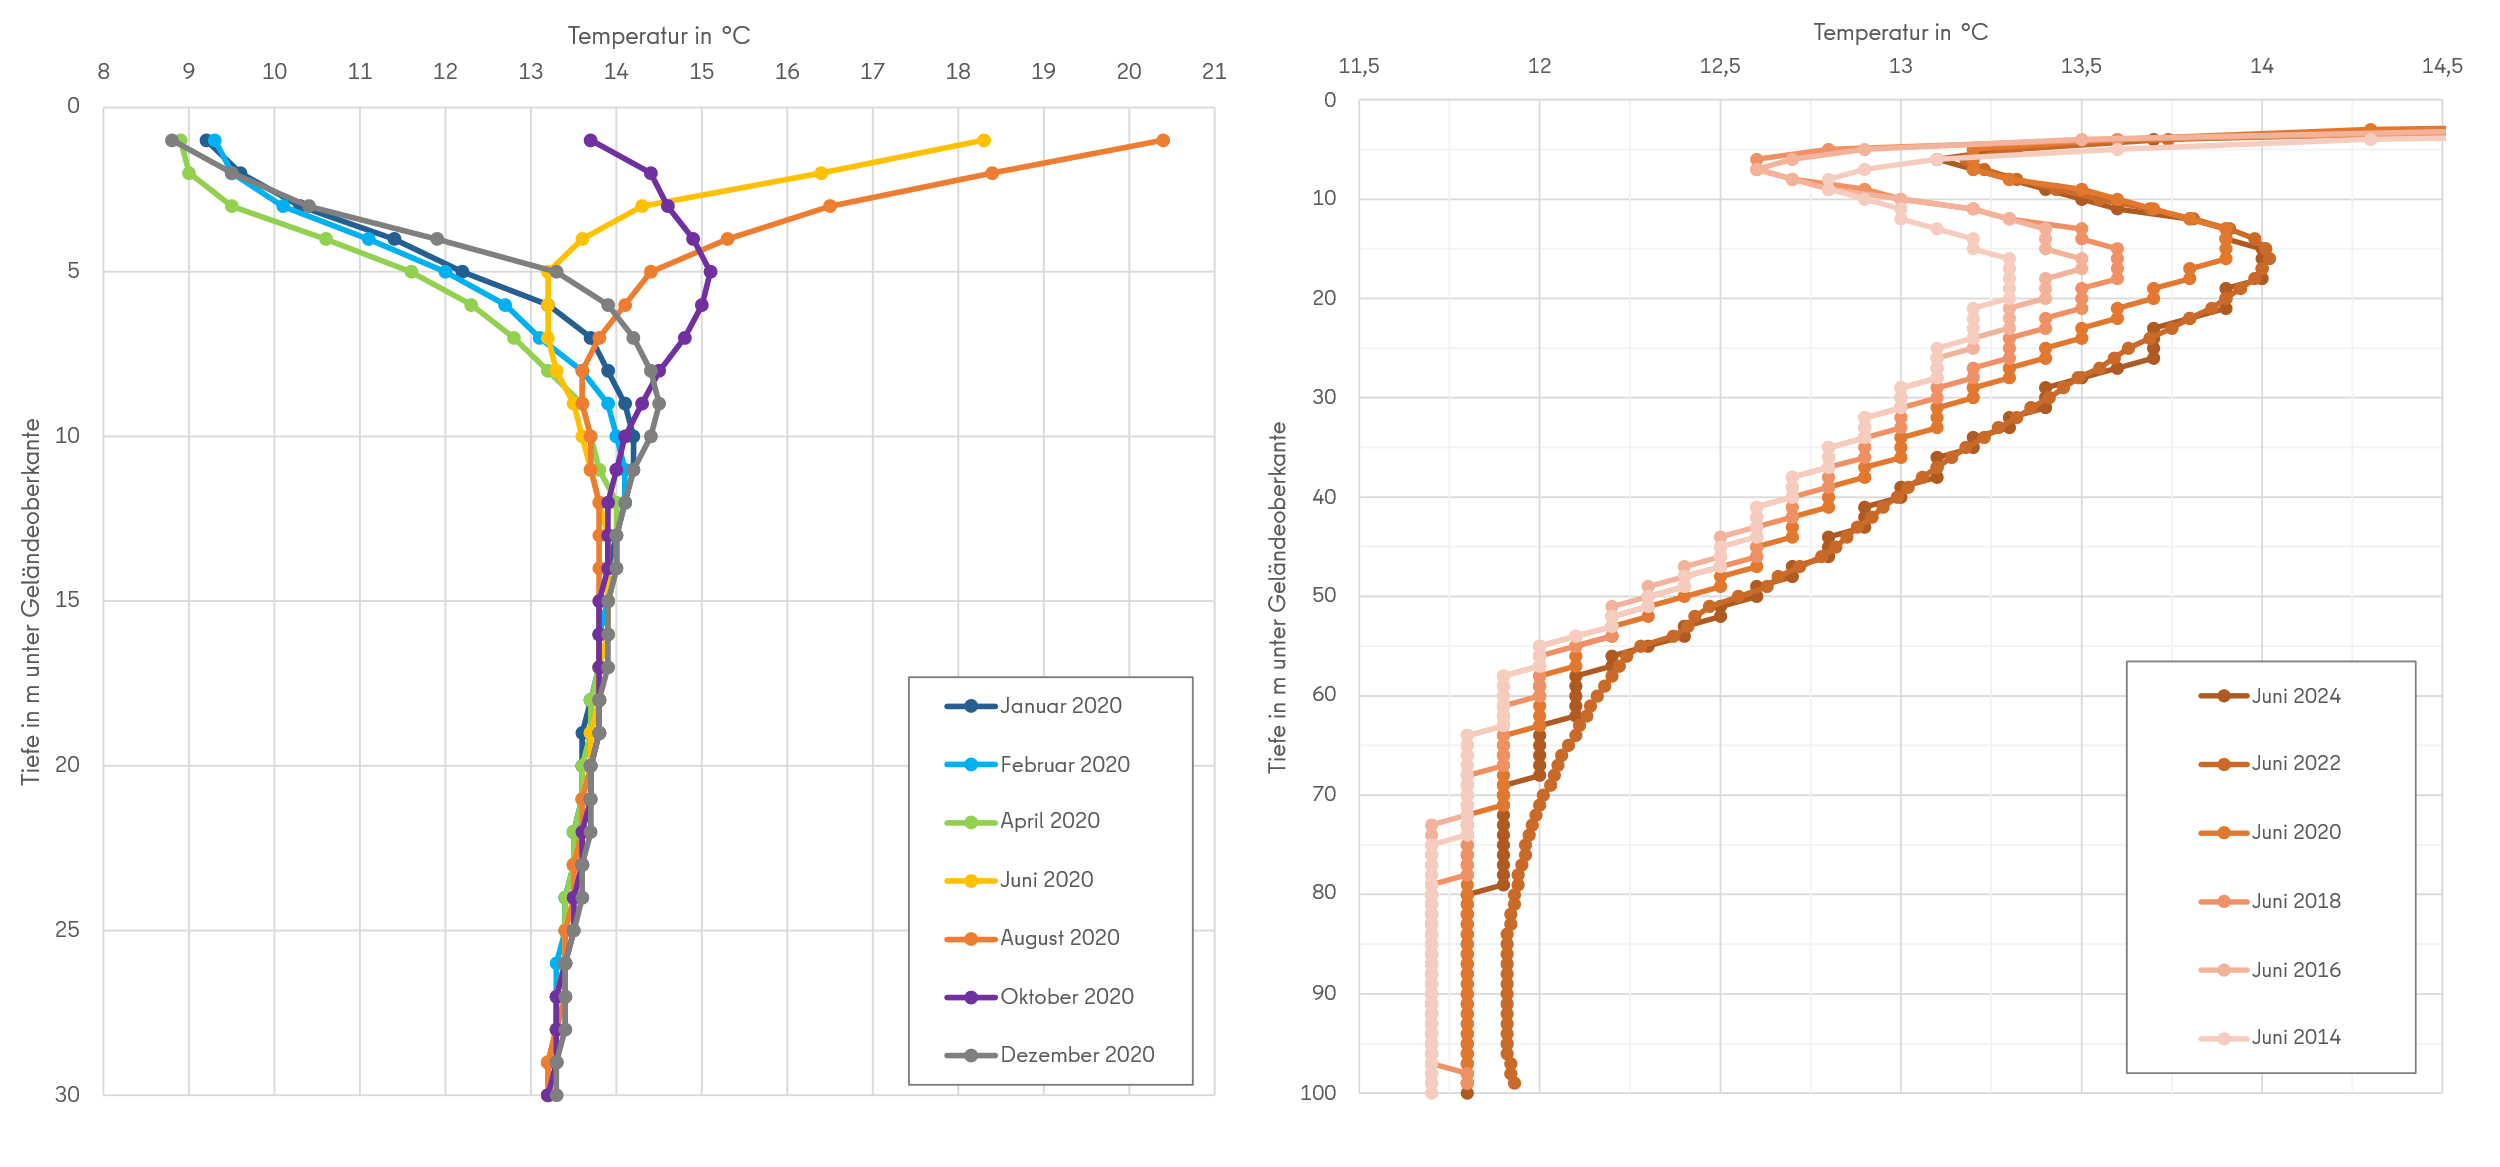 Temperatur in °C
8 9 10 11 12 13 14 15 16 17 18 19 20 21
0
5
10
15
20
25
30
Tiefe in m unter Geländeoberkante
Januar 2020
Februar 2020
April 2020
Juni 2020
August 2020
Oktober 2020
Dezember 2020
Temperatur in °C
11,5 12 12,5 13 13,5 14 14,5
0
10
20
30
40
50
60
70
80
90
100
Tiefe in m unter Geländeoberkante
Juni 2024
Juni 2022
Juni 2020
Juni 2018
Juni 2016
Juni 2014